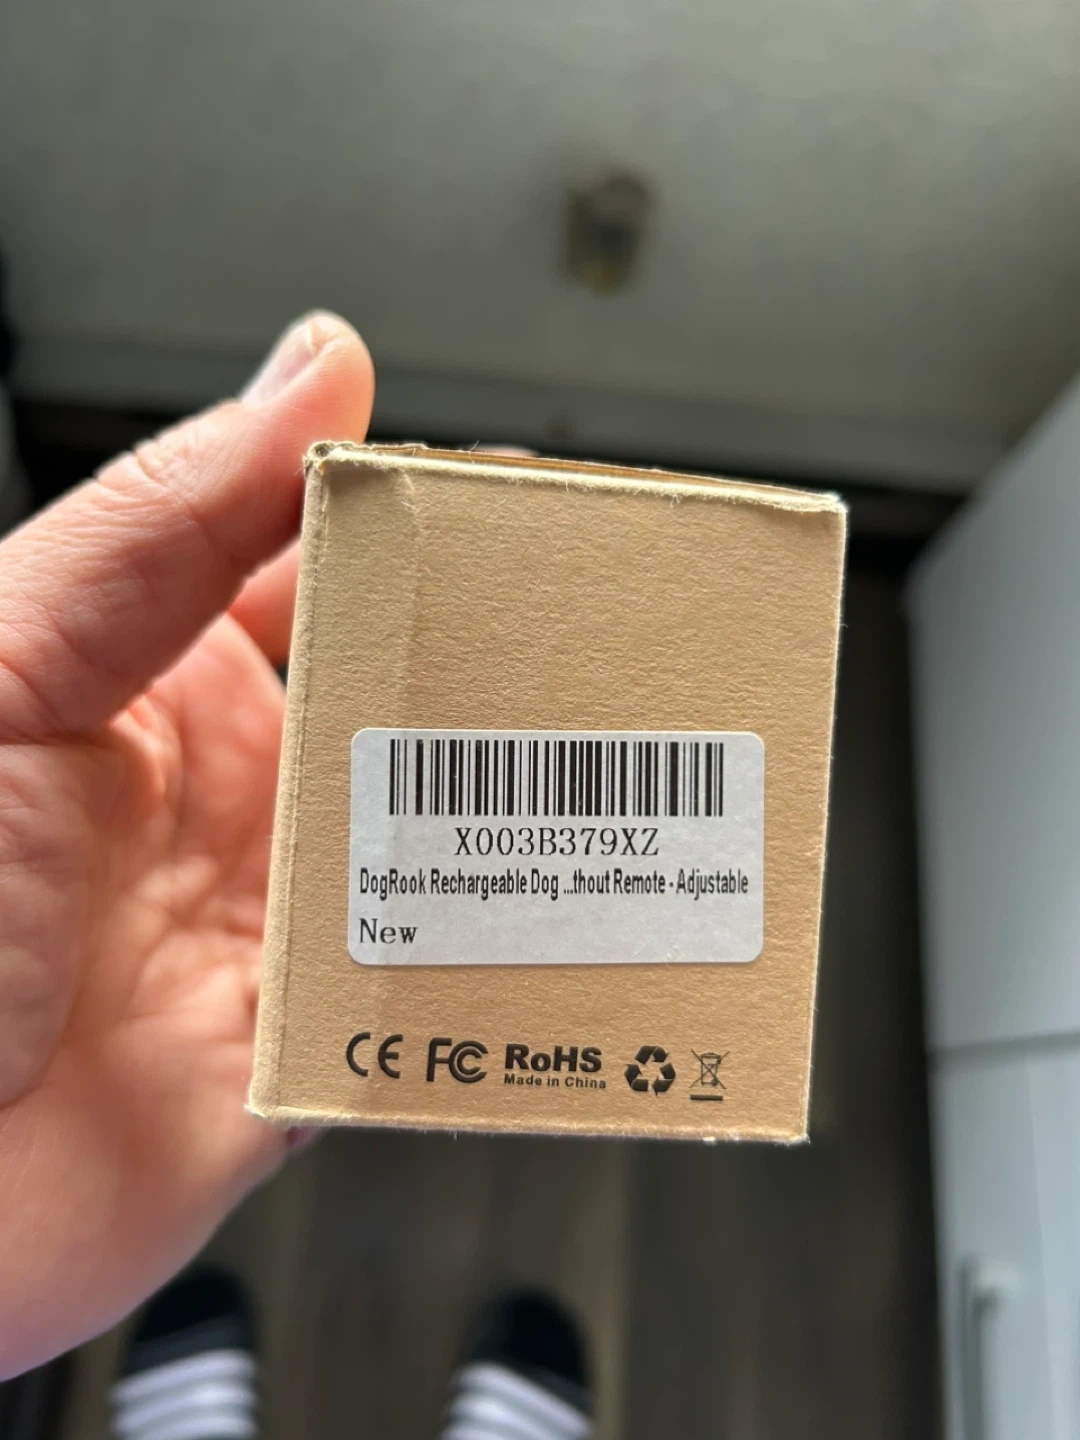 X003B379XZ
DogRook Rechargeable Dog ...thout Remote - Adjustable
New
CE FC RoHS
Made in China